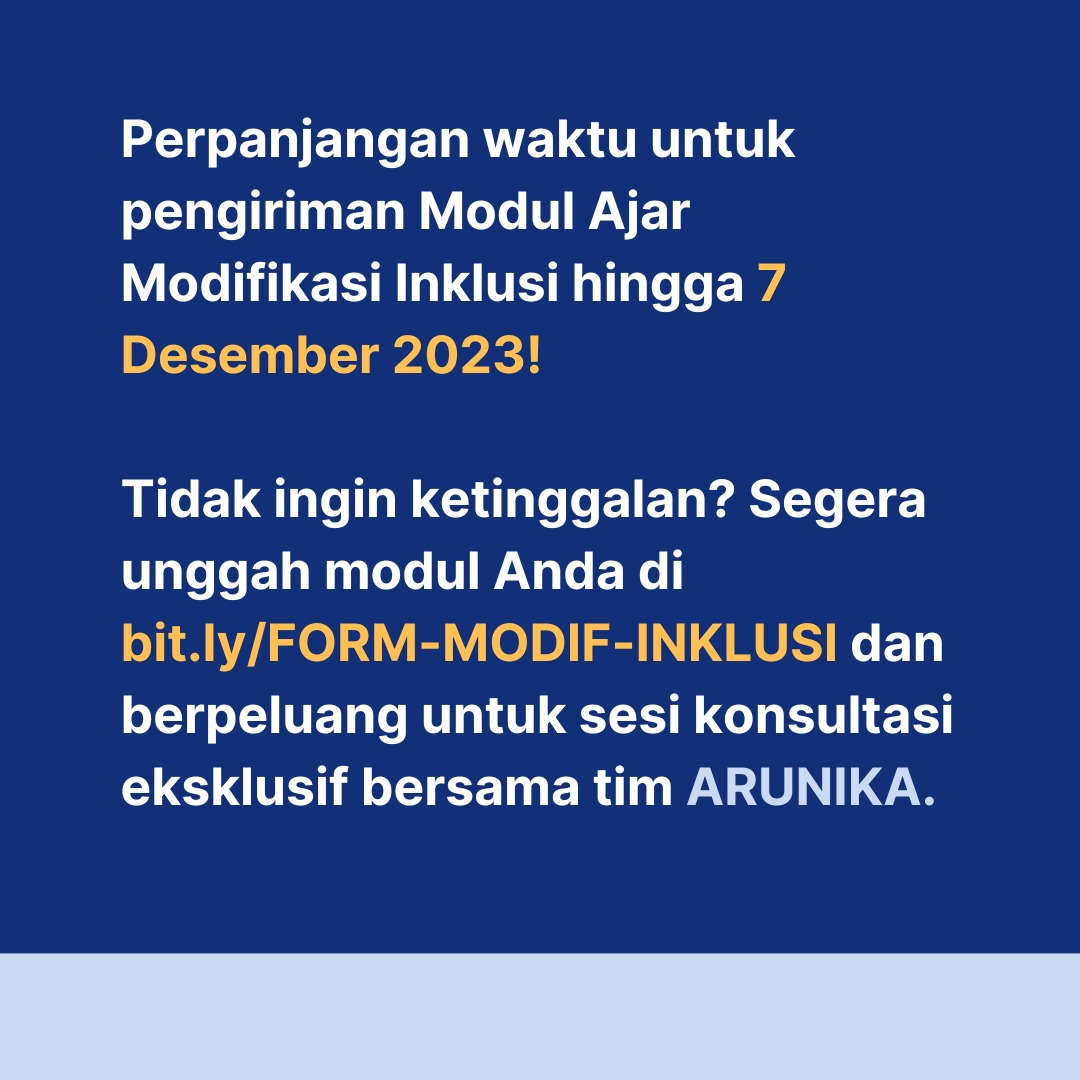 Perpanjangan waktu untuk
pengiriman Modul Ajar
Modifikasi Inklusi hingga 7
Desember 2023!
Tidak ingin ketinggalan? Segera
unggah modul Anda di
bit.ly/FORM-MODIF-INKLUSI dan
berpeluang untuk sesi konsultasi
eksklusif bersama tim ARUNIKA.